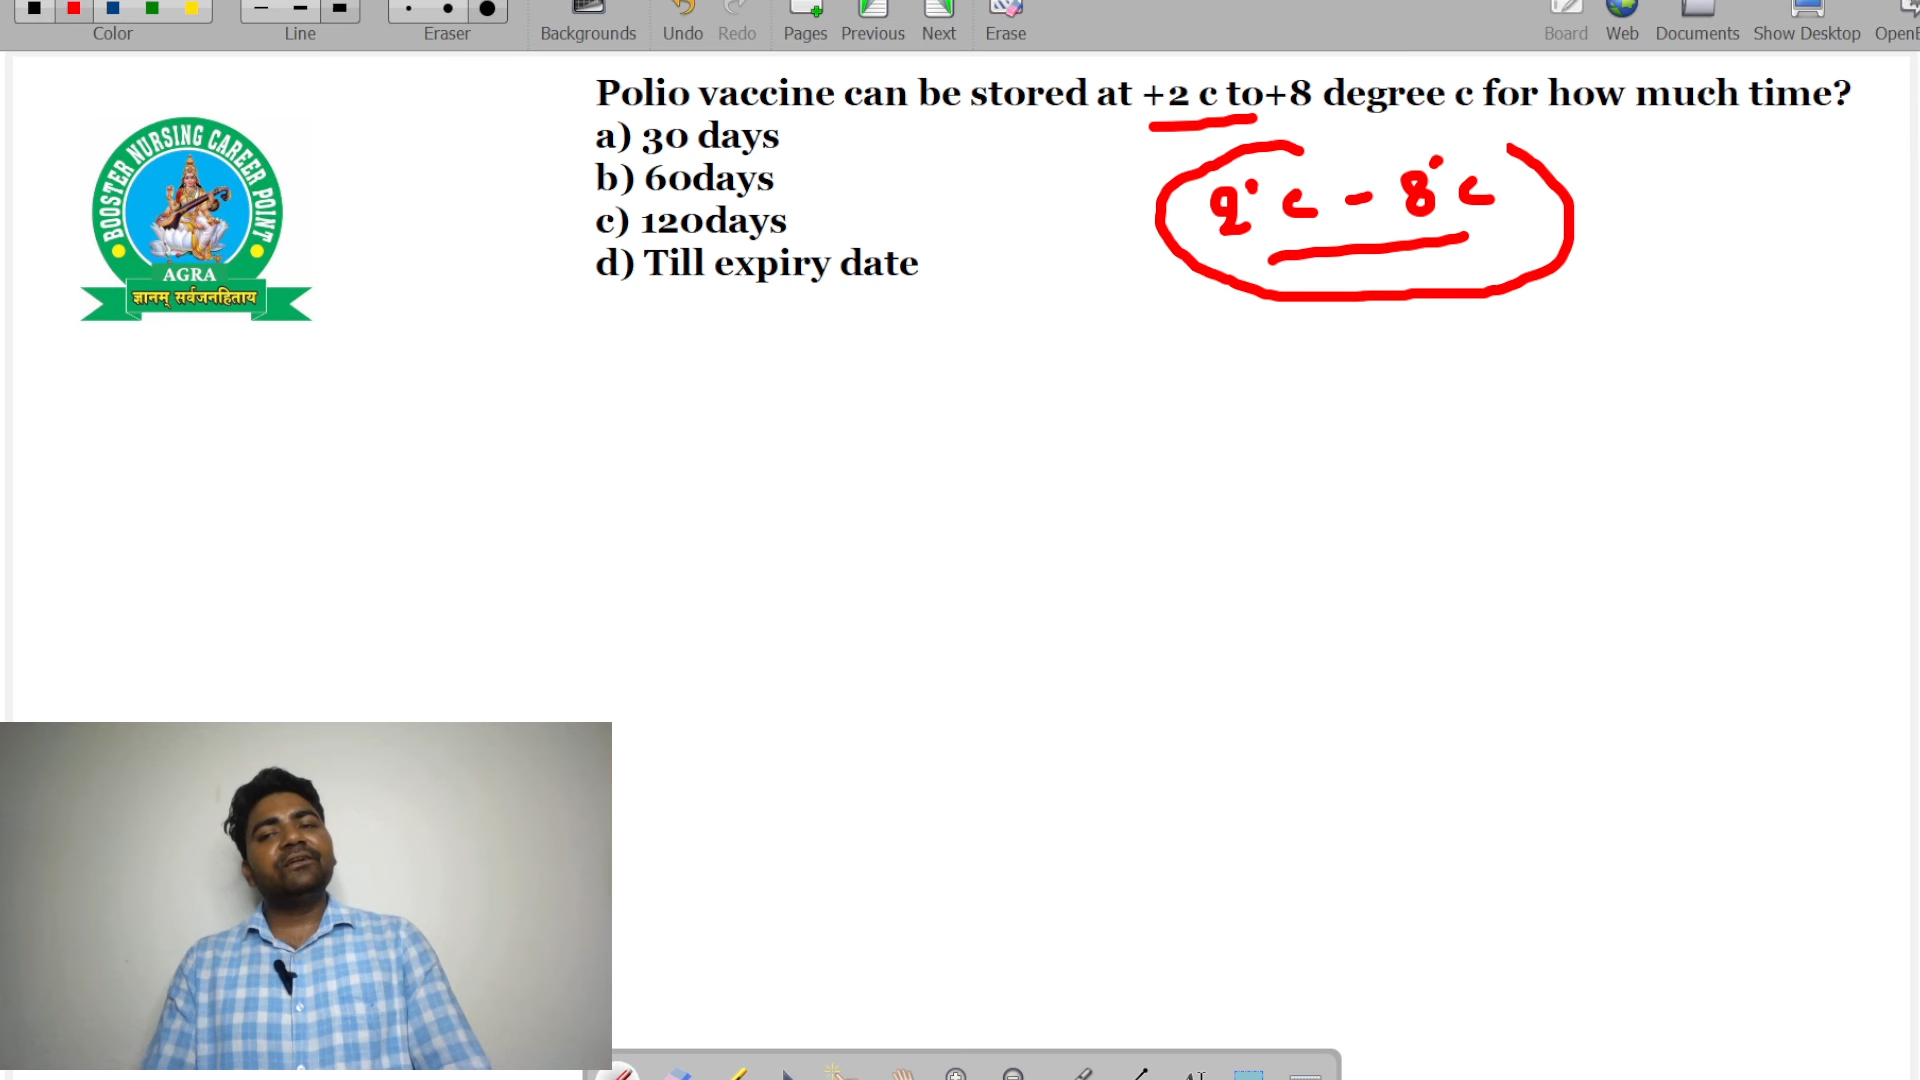 Color
Line
Eraser
Backgrounds
Undo
Redo
Pages
Previous
Next
Erase
Board
Web
Documents
Show Desktop
Polio vaccine can be stored at +2 c to+8 degree c for how much time?
a) 30 days
b) 60days
c) 120days
d) Till expiry date
2°c - 8°c
BOOSTER NURSING CAREER POINT
AGRA
ज्ञानम् सर्वजनहिताय